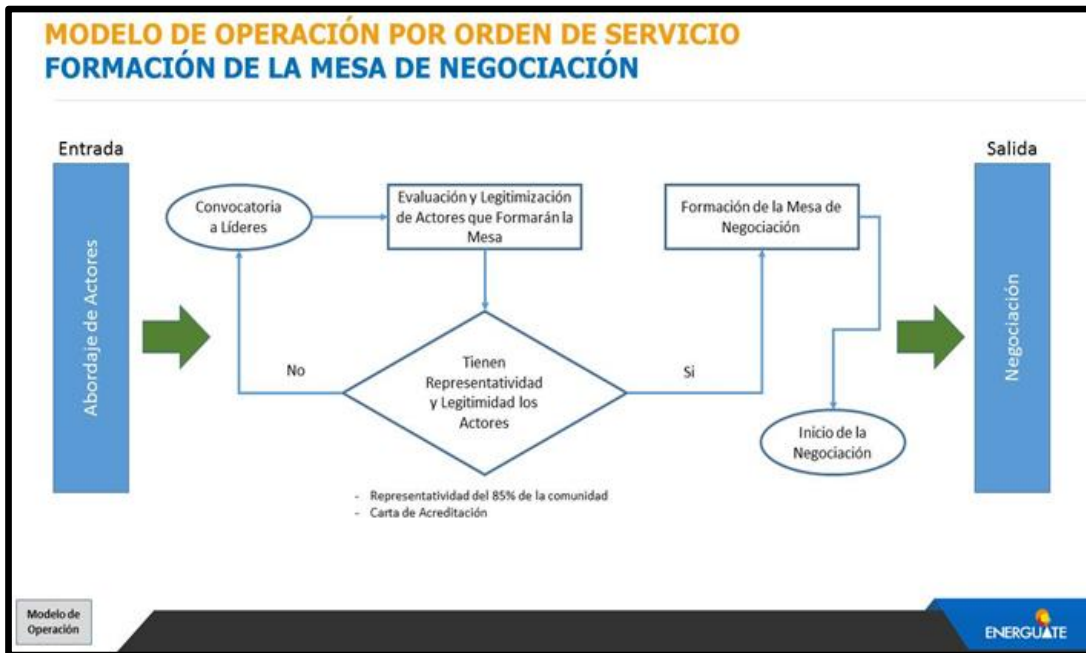 MODELO DE OPERACIÓN POR ORDEN DE SERVICIO
FORMACIÓN DE LA MESA DE NEGOCIACIÓN
Entrada
Salida
Abordaje de Actores
Convocatoria
a Líderes
Evaluación y Legitimización
de Actores que Formarán la
Mesa
Formación de la Mesa de
Negociación
Negociación
No
Tienen
Representatividad
y Legitimidad los
Actores
Si
Inicio de la
Negociación
- Representatividad del 85% de la comunidad
- Carta de Acreditación
Modelo de
Operación
ENERGUATE